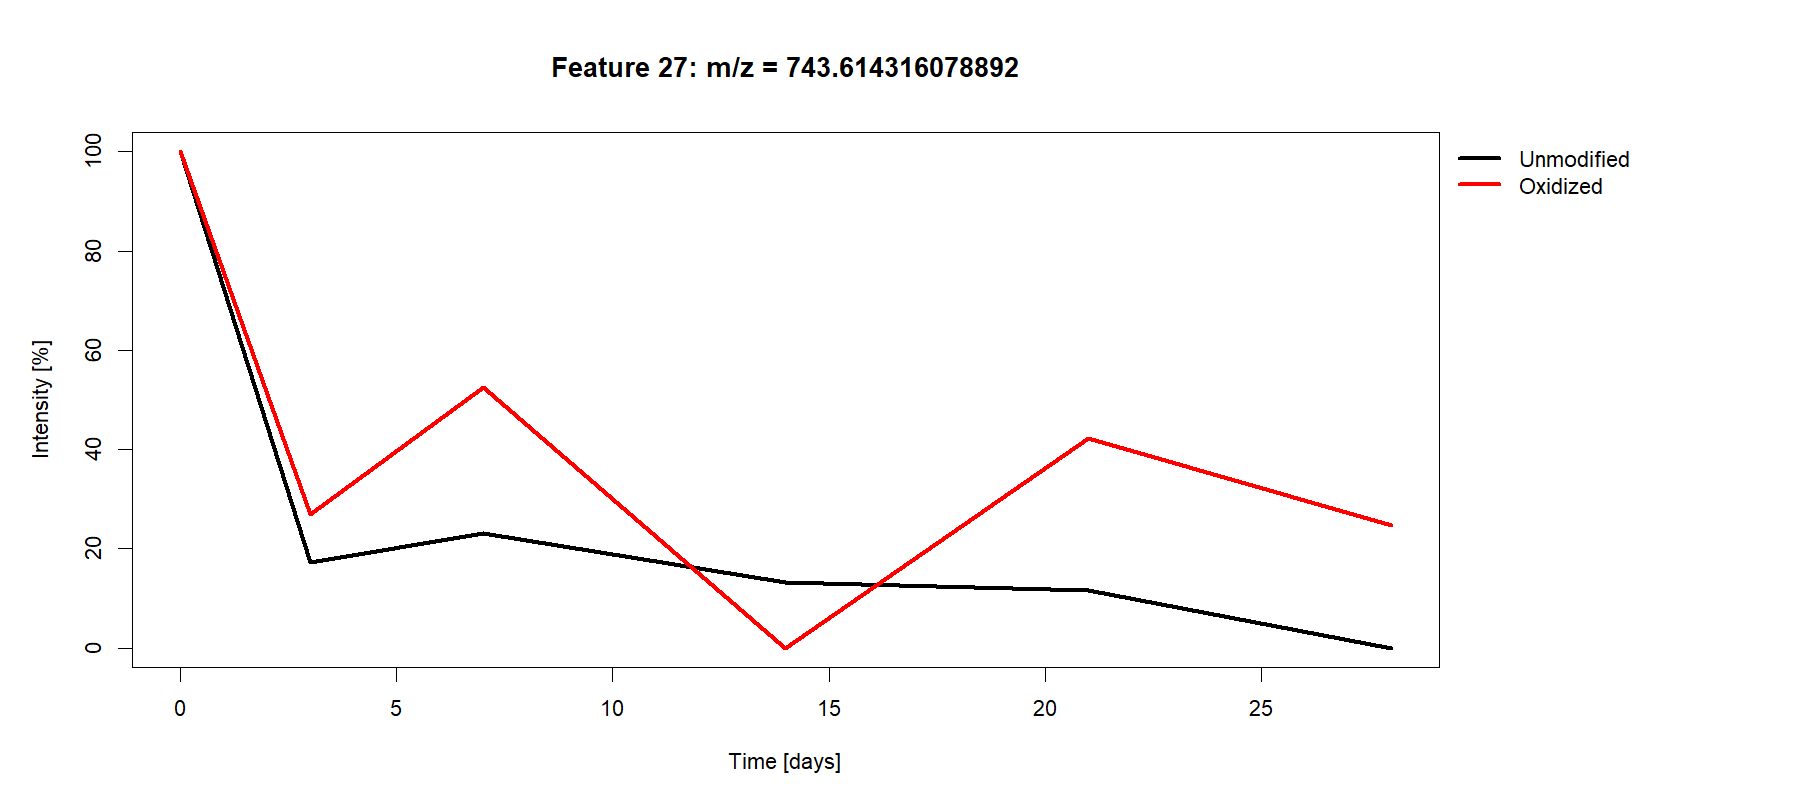 Feature 27: m/z = 743.614316078892
Unmodified
Oxidized
Intensity [%]
100
80
60
40
20
0
0 5 10 15 20 25
Time [days]